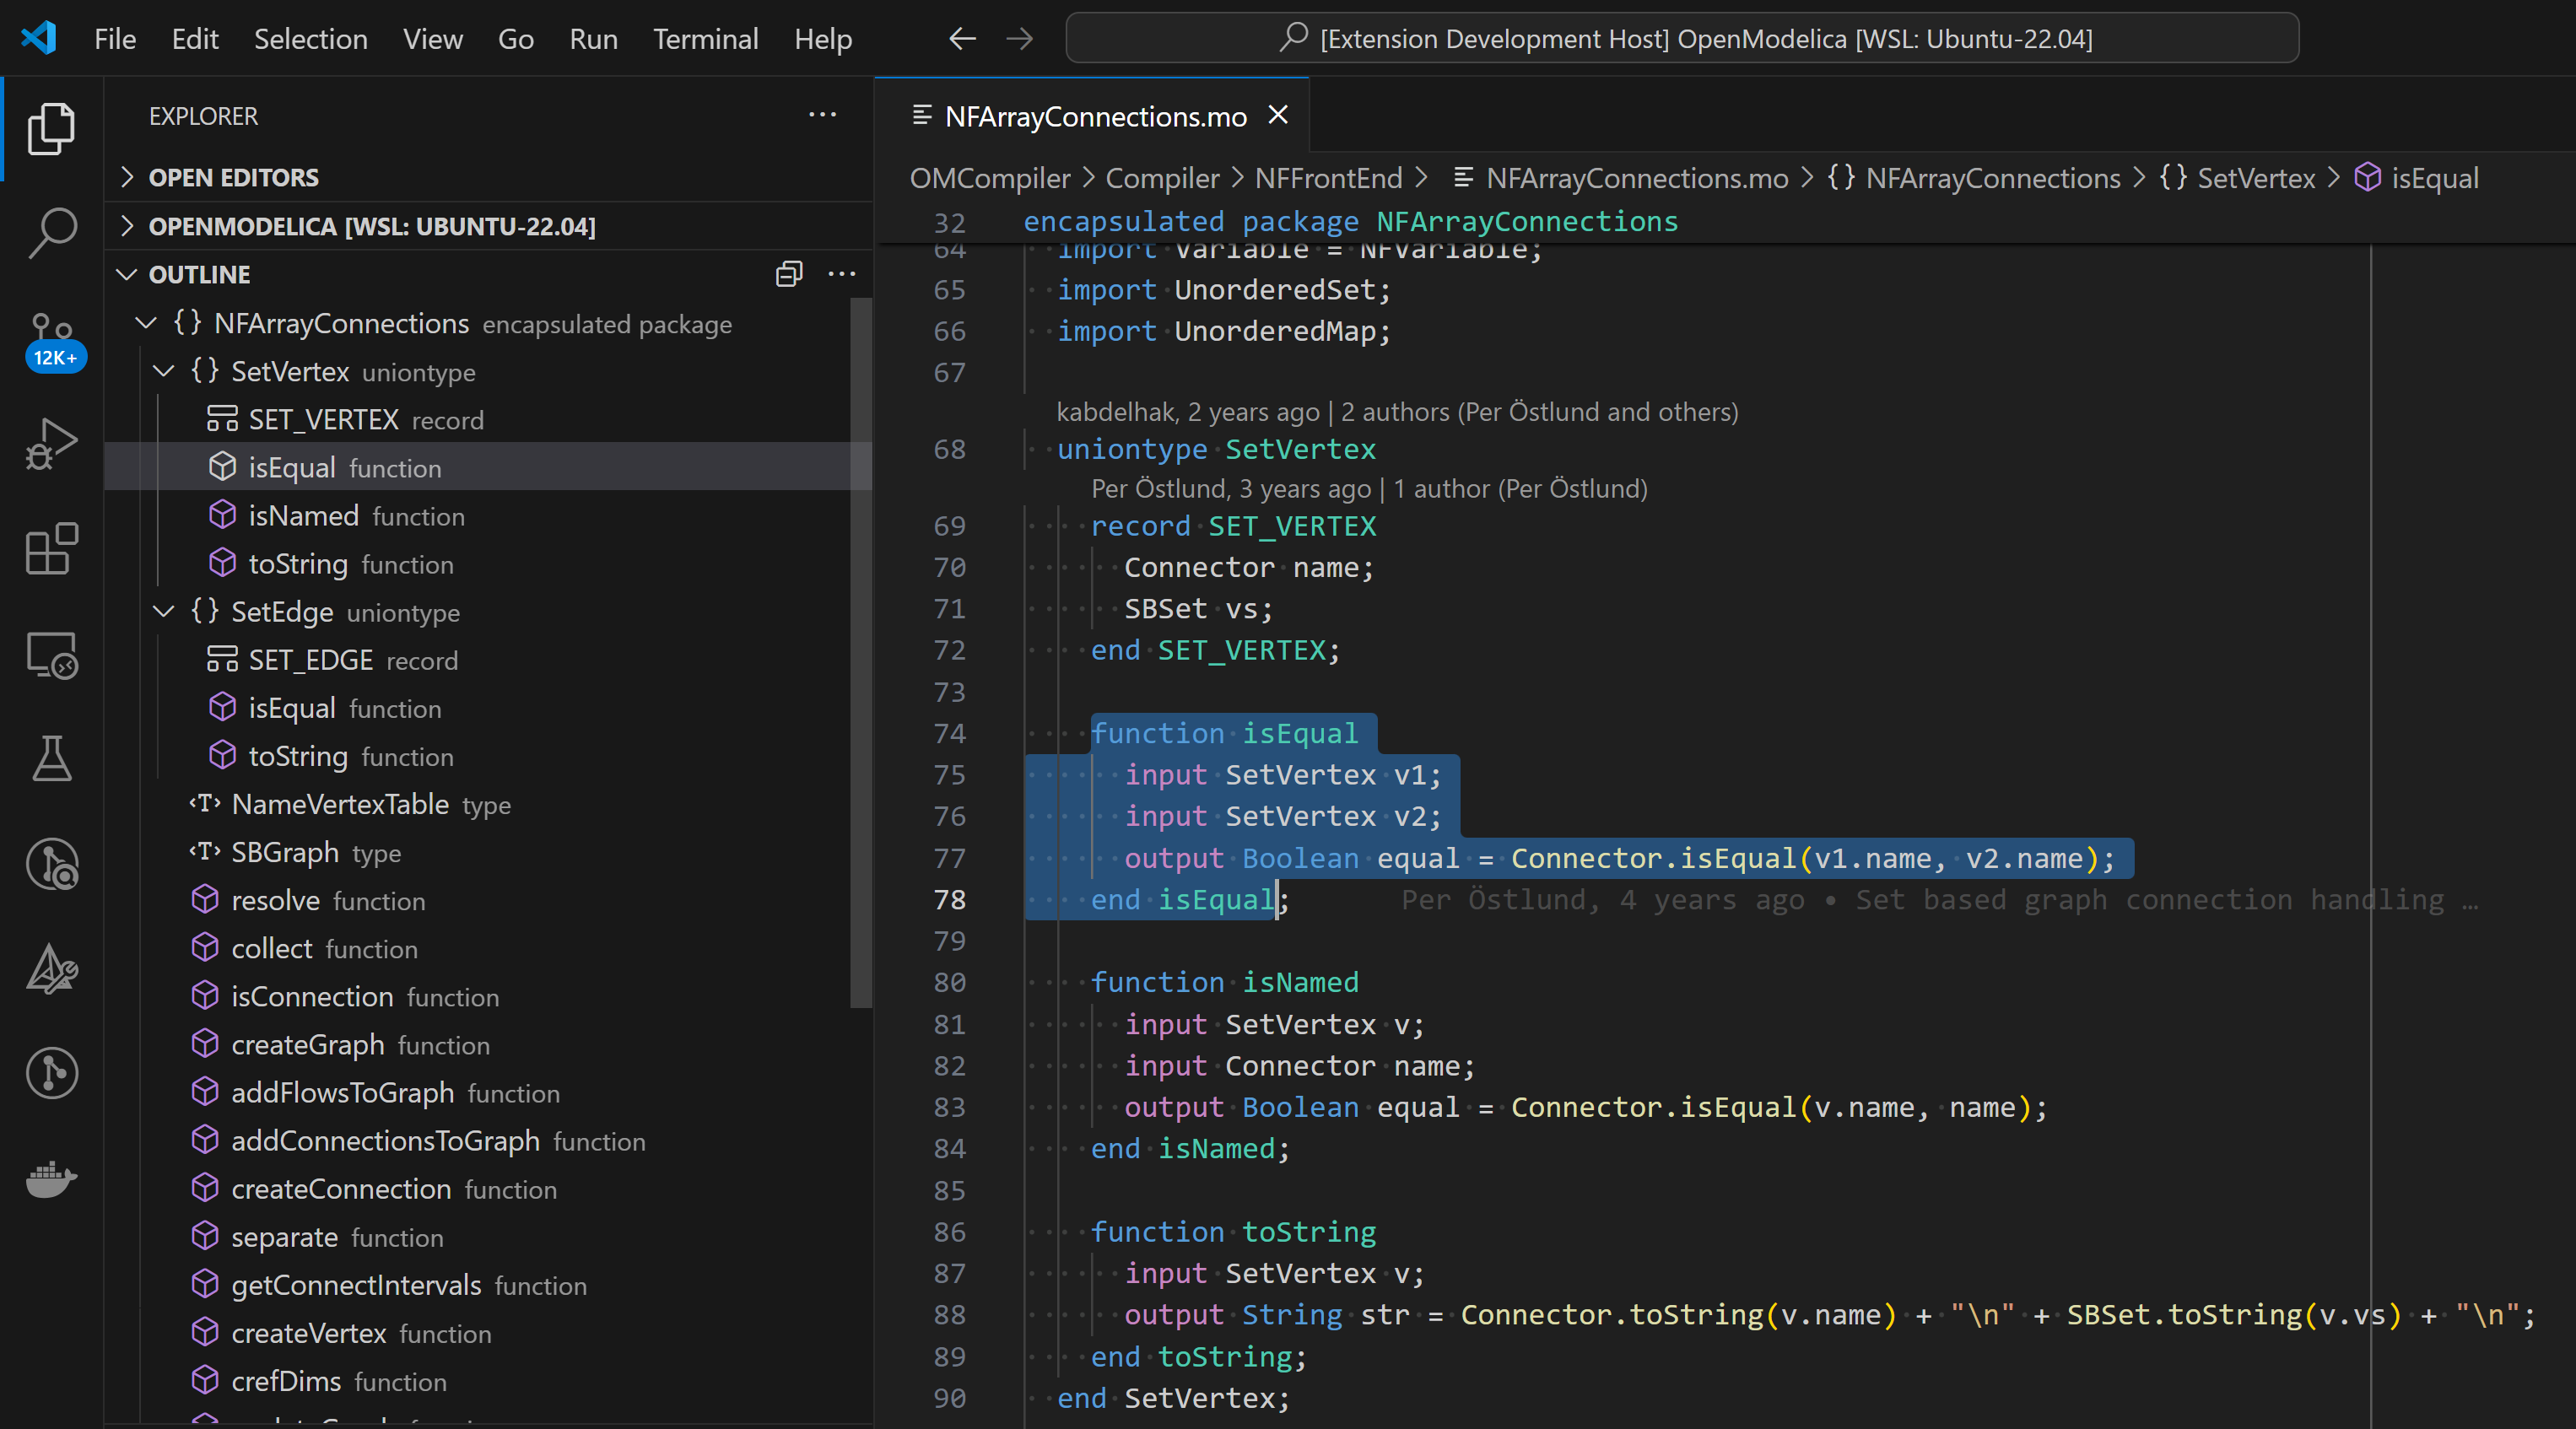 File Edit Selection View Go Run Terminal Help
[Extension Development Host] OpenModelica [WSL: Ubuntu-22.04]
12K+
EXPLORER
OPEN EDITORS
OPENMODELICA [WSL: UBUNTU-22.04]
OUTLINE
{} NFArrayConnections encapsulated package
{} SetVertex uniontype
SET_VERTEX record
isEqual function
isNamed function
toString function
{} SetEdge uniontype
SET_EDGE record
isEqual function
toString function
<T> NameVertexTable type
<T> SBGraph type
resolve function
collect function
isConnection function
createGraph function
addFlowsToGraph function
addConnectionsToGraph function
createConnection function
separate function
getConnectIntervals function
createVertex function
crefDims function
NFArrayConnections.mo
OMCompiler > Compiler > NFFrontEnd > NFArrayConnections.mo > {} NFArrayConnections > {} SetVertex > isEqual
32 encapsulated package NFArrayConnections
64 import Variable = NFVariable;
65 import UnorderedSet;
66 import UnorderedMap;
67
kabdelhak, 2 years ago | 2 authors (Per Östlund and others)
68 uniontype SetVertex
Per Östlund, 3 years ago | 1 author (Per Östlund)
69 record SET_VERTEX
70 Connector name;
71 SBSet vs;
72 end SET_VERTEX;
73
74 function isEqual
75 input SetVertex v1;
76 input SetVertex v2;
77 output Boolean equal = Connector.isEqual(v1.name, v2.name);
78 end isEqual; Per Östlund, 4 years ago • Set based graph connection handling …
79
80 function isNamed
81 input SetVertex v;
82 input Connector name;
83 output Boolean equal = Connector.isEqual(v.name, name);
84 end isNamed;
85
86 function toString
87 input SetVertex v;
88 output String str = Connector.toString(v.name) + "\n" + SBSet.toString(v.vs) + "\n";
89 end toString;
90 end SetVertex;